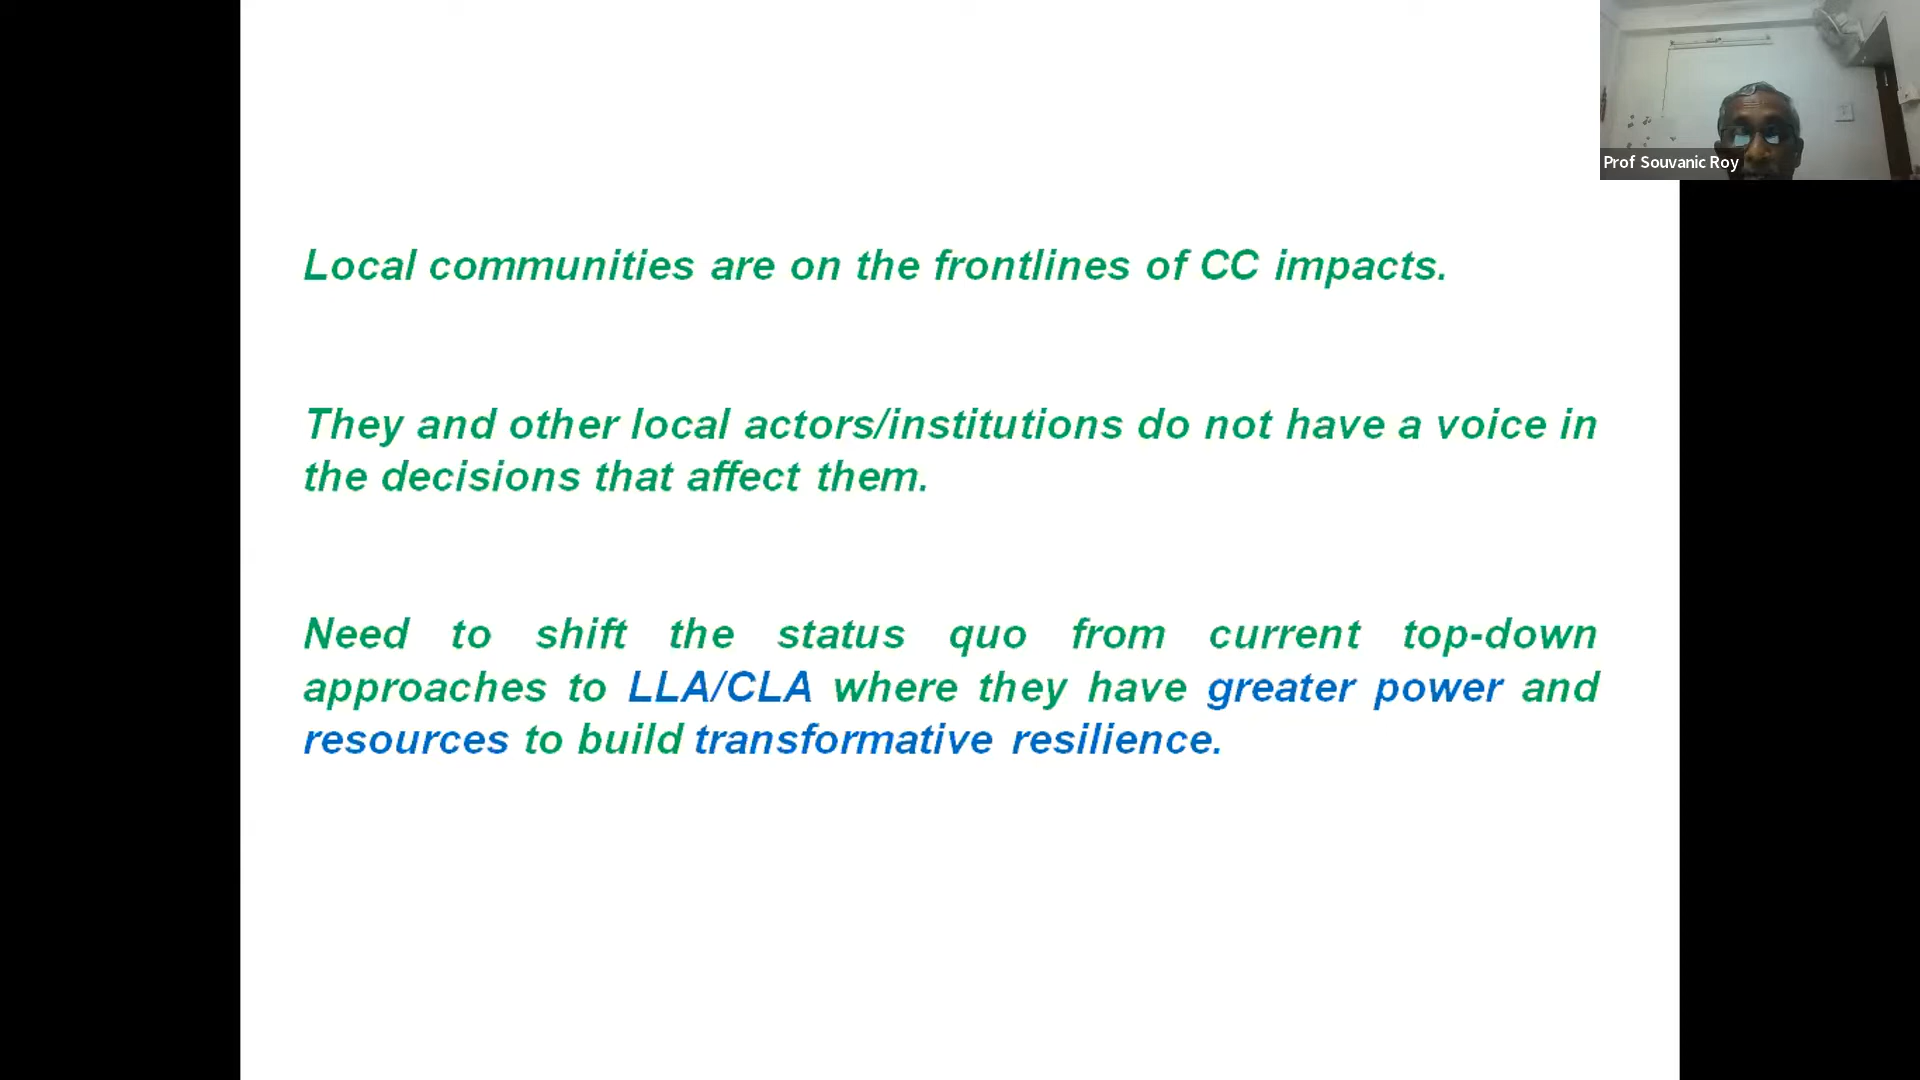 Prof Souvanic Roy
Local communities are on the frontlines of CC impacts.
They and other local actors/institutions do not have a voice in
the decisions that affect them.
Need to shift the status quo from current top-down
approaches to LLA/CLA where they have greater power and
resources to build transformative resilience.